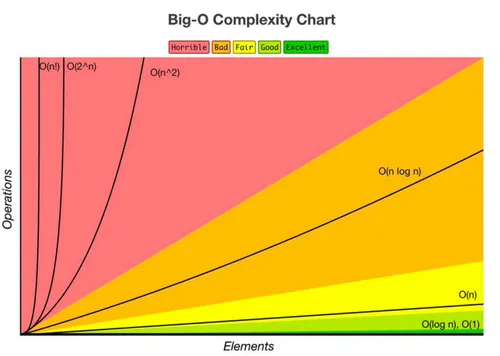 Big-O Complexity Chart
Horrible Bad Fair Good Excellent
O(n!) O(2^n) O(n^2)
O(n log n)
O(n)
O(log n), O(1)
Operations
Elements